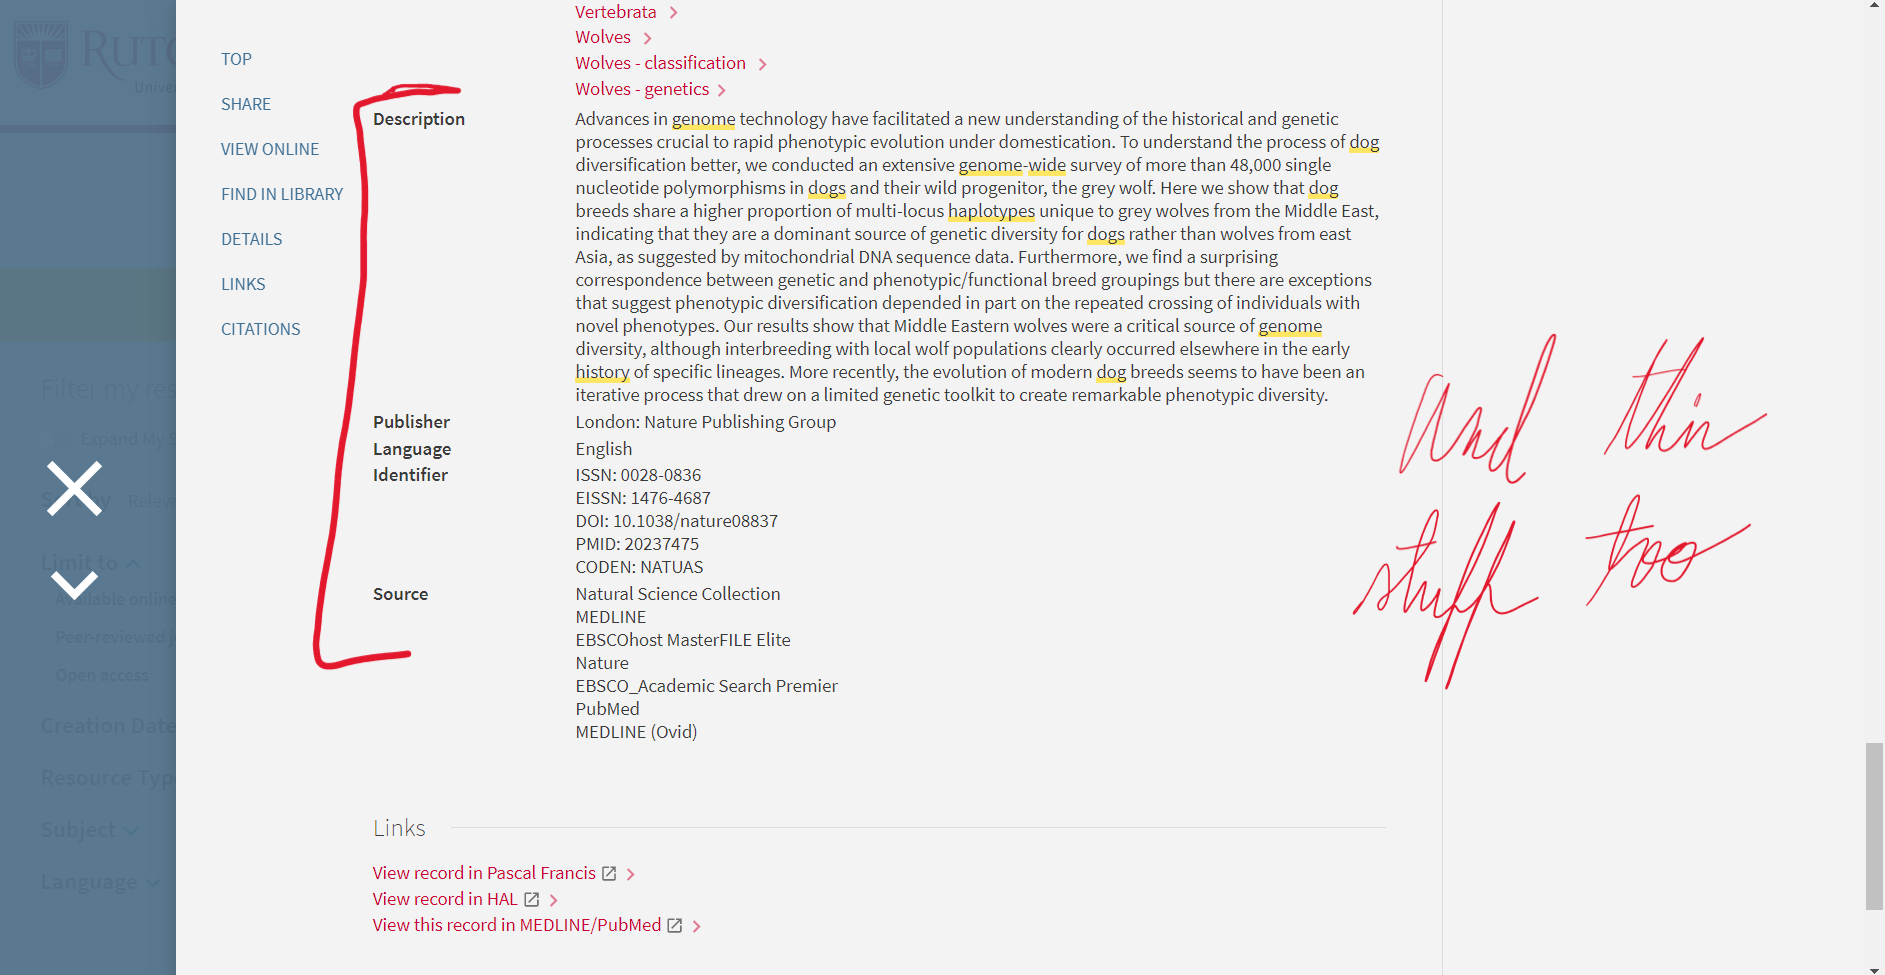 RUTG
Univer
Filter my res
Expand My S
Sort by Releva
Limit to
Available online
Peer-reviewed j
Open access
Creation Date
Resource Typ
Subject
Language
TOP
SHARE
VIEW ONLINE
FIND IN LIBRARY
DETAILS
LINKS
CITATIONS
Vertebrata
Wolves
Wolves - classification
Wolves - genetics
Description
Advances in genome technology have facilitated a new understanding of the historical and genetic
processes crucial to rapid phenotypic evolution under domestication. To understand the process of dog
diversification better, we conducted an extensive genome-wide survey of more than 48,000 single
nucleotide polymorphisms in dogs and their wild progenitor, the grey wolf. Here we show that dog
breeds share a higher proportion of multi-locus haplotypes unique to grey wolves from the Middle East,
indicating that they are a dominant source of genetic diversity for dogs rather than wolves from east
Asia, as suggested by mitochondrial DNA sequence data. Furthermore, we find a surprising
correspondence between genetic and phenotypic/functional breed groupings but there are exceptions
that suggest phenotypic diversification depended in part on the repeated crossing of individuals with
novel phenotypes. Our results show that Middle Eastern wolves were a critical source of genome
diversity, although interbreeding with local wolf populations clearly occurred elsewhere in the early
history of specific lineages. More recently, the evolution of modern dog breeds seems to have been an
iterative process that drew on a limited genetic toolkit to create remarkable phenotypic diversity.
Publisher London: Nature Publishing Group
Language English
Identifier ISSN: 0028-0836
EISSN: 1476-4687
DOI: 10.1038/nature08837
PMID: 20237475
CODEN: NATUAS
Source Natural Science Collection
MEDLINE
EBSCOhost MasterFILE Elite
Nature
EBSCO_Academic Search Premier
PubMed
MEDLINE (Ovid)
Links
View record in Pascal Francis
View record in HAL
View this record in MEDLINE/PubMed
And this
stuff too